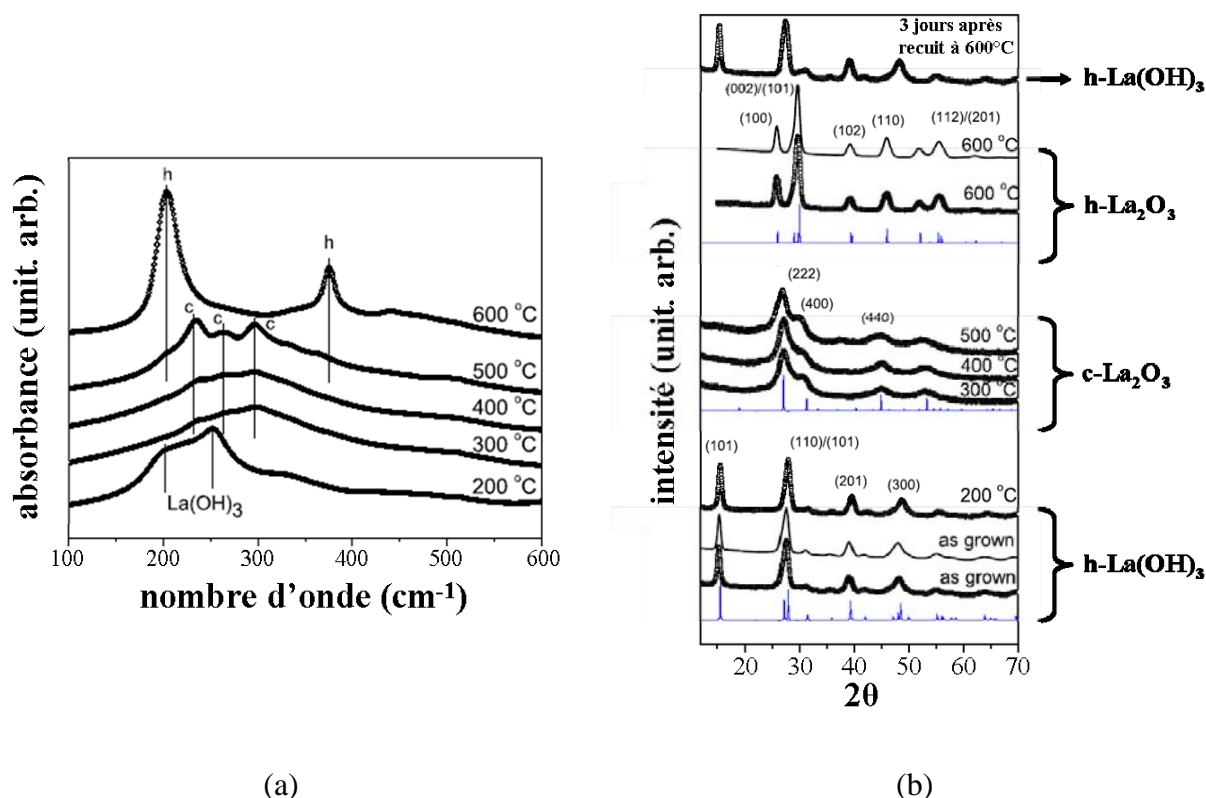 absorbance (unit. arb.)
h
h
c
c
c
600 °C
500 °C
400 °C
300 °C
200 °C
La(OH)₃
100 200 300 400 500 600
nombre d’onde (cm⁻¹)
(a)
intensité (unit. arb.)
3 jours après
recuit à 600°C
h-La(OH)₃
(002)/(101)
(100)
(102)
(110)
(112)/(201)
600 °C
600 °C
h-La₂O₃
(222)
(400)
(440)
500 °C
400 °C
300 °C
c-La₂O₃
(101)
(110)/(101)
(201)
(300)
200 °C
as grown
as grown
h-La(OH)₃
20 30 40 50 60 70
2θ
(b)